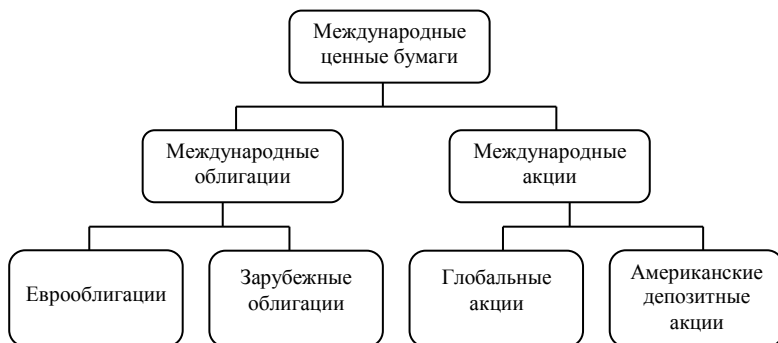 Международные
ценные бумаги
Международные
облигации
Международные
акции
Еврооблигации
Зарубежные
облигации
Глобальные
акции
Американские
депозитные
акции